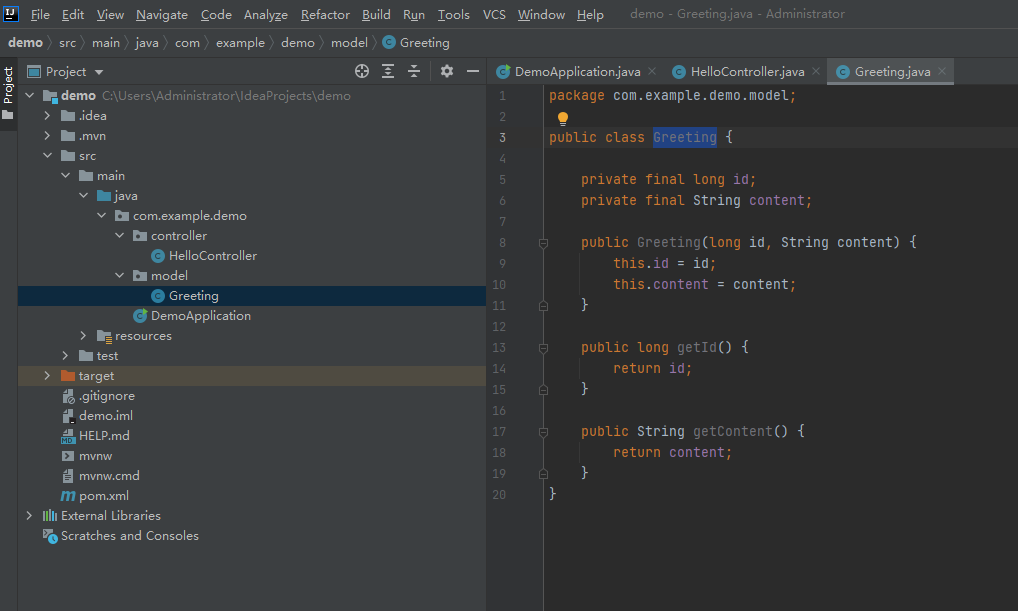 IJ File Edit View Navigate Code Analyze Refactor Build Run Tools VCS Window Help demo - Greeting.java - Administrator
demo src main java com example demo model C Greeting
Project
Project
demo C:\Users\Administrator\IdeaProjects\demo
.idea
.mvn
src
main
java
com.example.demo
controller
C HelloController
model
C Greeting
C DemoApplication
resources
test
target
.gitignore
demo.iml
MD HELP.md
mvnw
mvnw.cmd
m pom.xml
External Libraries
Scratches and Consoles
C DemoApplication.java C HelloController.java C Greeting.java
1 package com.example.demo.model;
2
3 public class Greeting {
4
5 private final long id;
6 private final String content;
7
8 public Greeting(long id, String content) {
9 this.id = id;
10 this.content = content;
11 }
12
13 public long getId() {
14 return id;
15 }
16
17 public String getContent() {
18 return content;
19 }
20 }